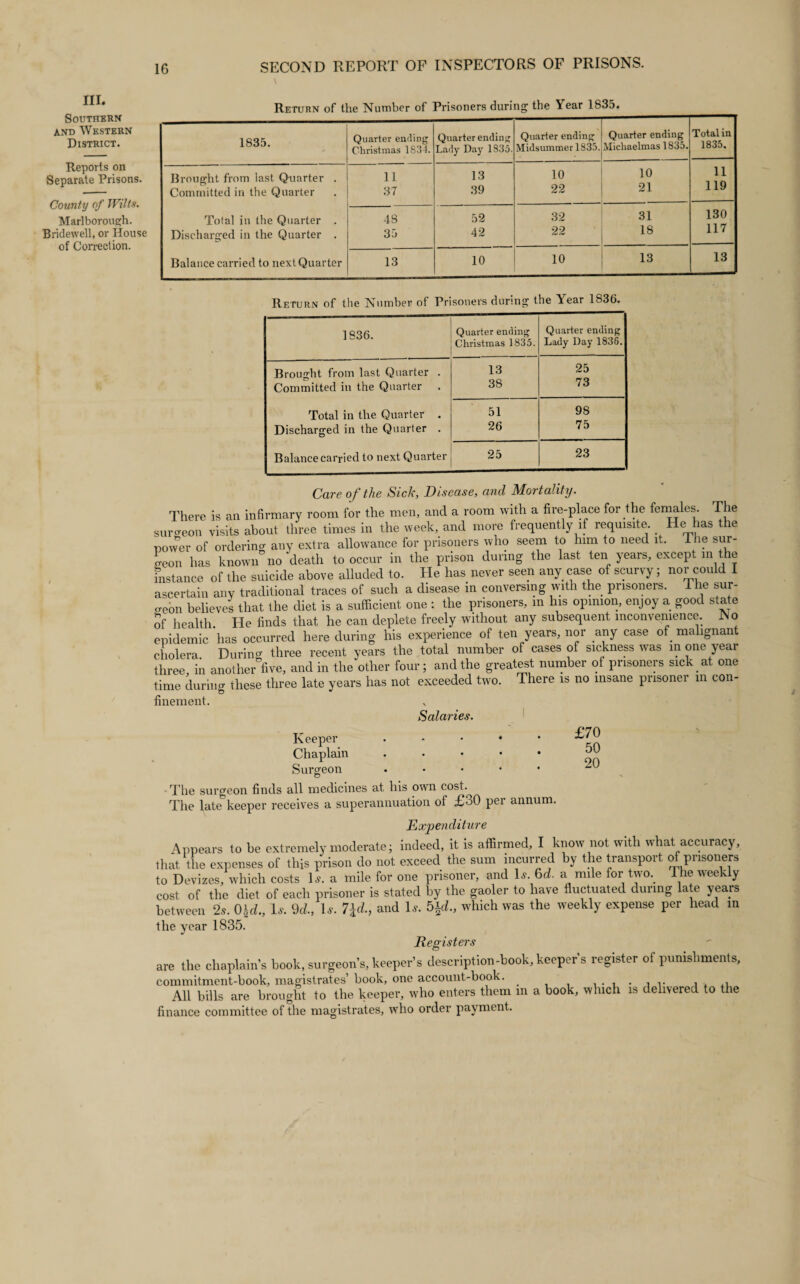 16
SECOND REPORT OF INSPECTORS OF PRISONS.
III.
Southern
and Western
District.
Reports on
Separate Prisons.
County of Wilts.
Marlborough.
Bridewell, or House
of Correction.
Return of the Number of Prisoners during the Year 1835.
1835. Quarter ending Christmas 1834. Quarter ending Lady Day 1835. Quarter ending Midsummer 1835. Quarter ending Michaelmas 1835. Total in 1835.
Brought from last Quarter . 11 13 10 10 11
Committed in the Quarter . 37 39 22 21 119
Total in the Quarter . 48 52 32 31 130
Discharged in the Quarter . 35 42 22 18 117
Balance carried to next Quarter 13 10 10 13 13
Return of the Number of Prisoners during the Year 1836.
1836. Quarter ending Christmas 1835. Quarter ending Lady Day 1836.
Brought from last Quarter . 13 25
Committed in the Quarter . 38 73
Total in the Quarter . 51 98
Discharged in the Quarter . 26 75
Balance carried to next Quarter 25 23
Care of the Sick, Disease, and Mortality.
There is an infirmary room for the men, and a room with a fire-place for the females. The
surgeon visits about three times in the week, and more frequently if requisite. He has the
power of ordering any extra allowance for prisoners who seem to him to need it. The sur-
geon has known no death to occur in the prison during the last ten years, except in the
instance of the suicide above alluded to. He has never seen any case of scurvy; nor could I
ascertain any traditional traces of such a disease in conversing with the prisoners. The sur-
geon believes that the diet is a sufficient one: the prisoners, in his opinion, enjoy a good state
of health. He finds that he can deplete freely without any subsequent inconvenience. No
epidemic has occurred here during his experience of ten years, nor any case of malignant
cholera. During three recent years the total number of cases of sickness was in one year
three, in another five, and in the other four; and the greatest number of prisoners sick at one
time during these three late years has not exceeded two. There is no insane prisoner in con-
finement.
Salaries.
Keeper . . . . . £70
Chaplain . . . . . 50
Surgeon . . . . . 20
The surgeon finds all medicines at his own cost.
The late keeper receives a superannuation of £30 per annum.
Expenditure
Appears to be extremely moderate; indeed, it is affirmed, I know not with what accuracy,
that the expenses of this prison do not exceed the sum incurred by the transport of prisoners
to Devizes, which costs 1s. a mile for one prisoner, and 1s. 6d. a mile for two. The weekly
cost of the diet of each prisoner is stated by the gaoler to have fluctuated during late years
between 2s. 0½d., 1s. 9d., 1s. 7½d., and 1s. 5½d., which was the weekly expense per head in
the year 1835.
Registers
are the chaplain's book, surgeon's, keeper's description-book, keeper's register of punishments,
commitment-book, magistrates' book, one account-book.
All bills are brought to the keeper, who enters them in a book, which is delivered to the
finance committee of the magistrates, who order payment.